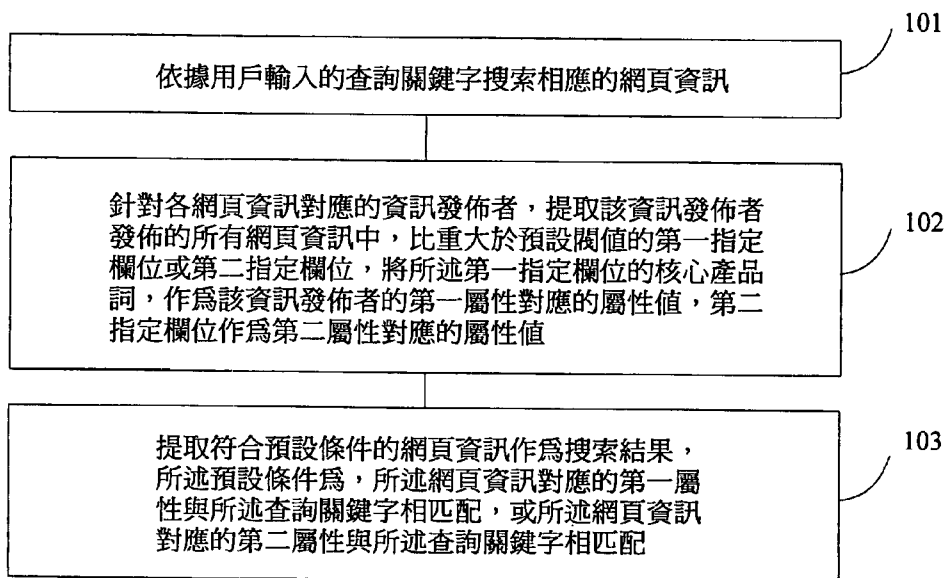 101
依據用戶輸入的查詢關鍵字搜索相應的網頁資訊
針對各網頁資訊對應的資訊發佈者，提取該資訊發佈者
發佈的所有網頁資訊中，比重大於預設閥值的第一指定
欄位或第二指定欄位，將所述第一指定欄位的核心產品
詞，作爲該資訊發佈者的第一屬性對應的屬性值，第二
指定欄位作爲第二屬性對應的屬性值
102
提取符合預設條件的網頁資訊作爲搜索結果，
所述預設條件爲，所述網頁資訊對應的第一屬
性與所述查詢關鍵字相匹配，或所述網頁資訊
對應的第二屬性與所述查詢關鍵字相匹配
103